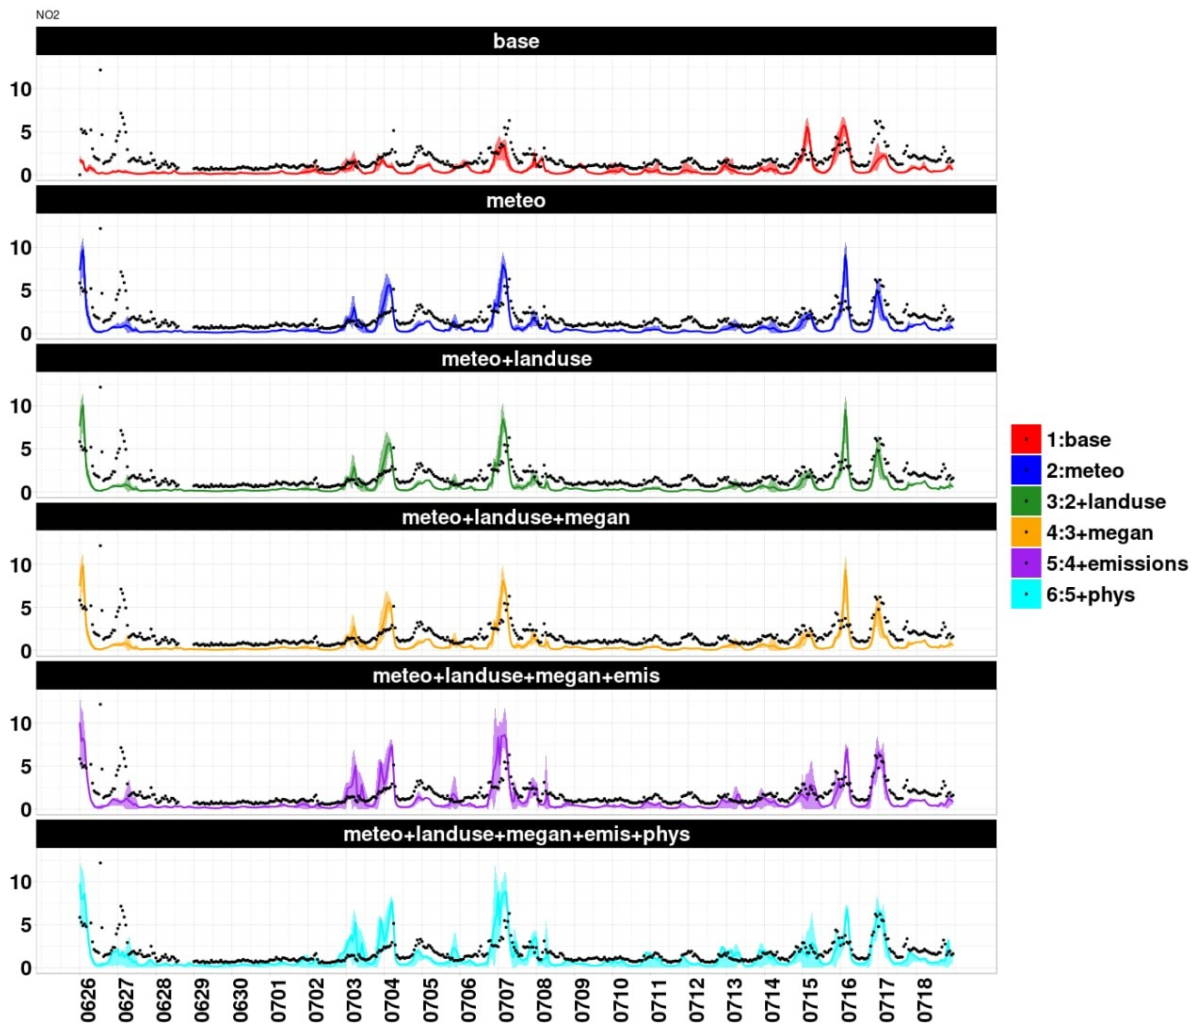 NO2
base
10
5
0
meteo
10
5
0
meteo+landuse
10
5
0
meteo+landuse+megan
10
5
0
meteo+landuse+megan+emis
10
5
0
meteo+landuse+megan+emis+phys
10
5
0
0626 0627 0628 0629 0630 0701 0702 0703 0704 0705 0706 0707 0708 0709 0710 0711 0712 0713 0714 0715 0716 0717 0718
1:base
2:meteo
3:2+landuse
4:3+megan
5:4+emissions
6:5+phys